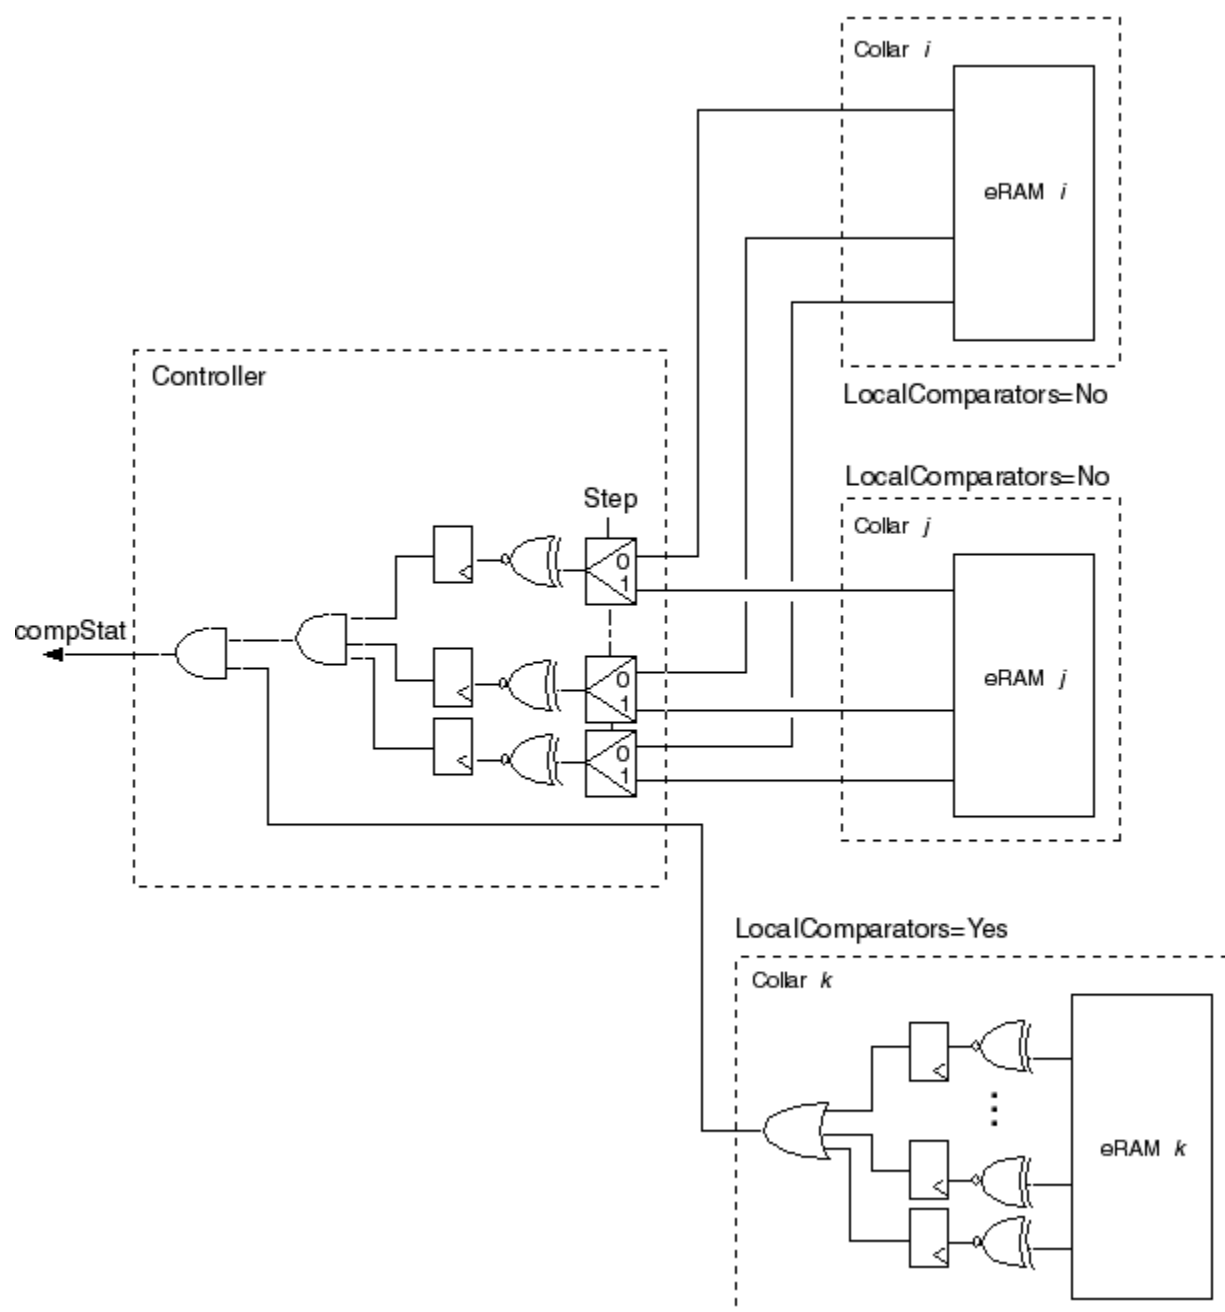 Collar i
eRAM i
LocalComparators=No
Controller
LocalComparators=No
Step
Collar j
0
1
compStat
0
1
eRAM j
0
1
LocalComparators=Yes
Collar k
eRAM k